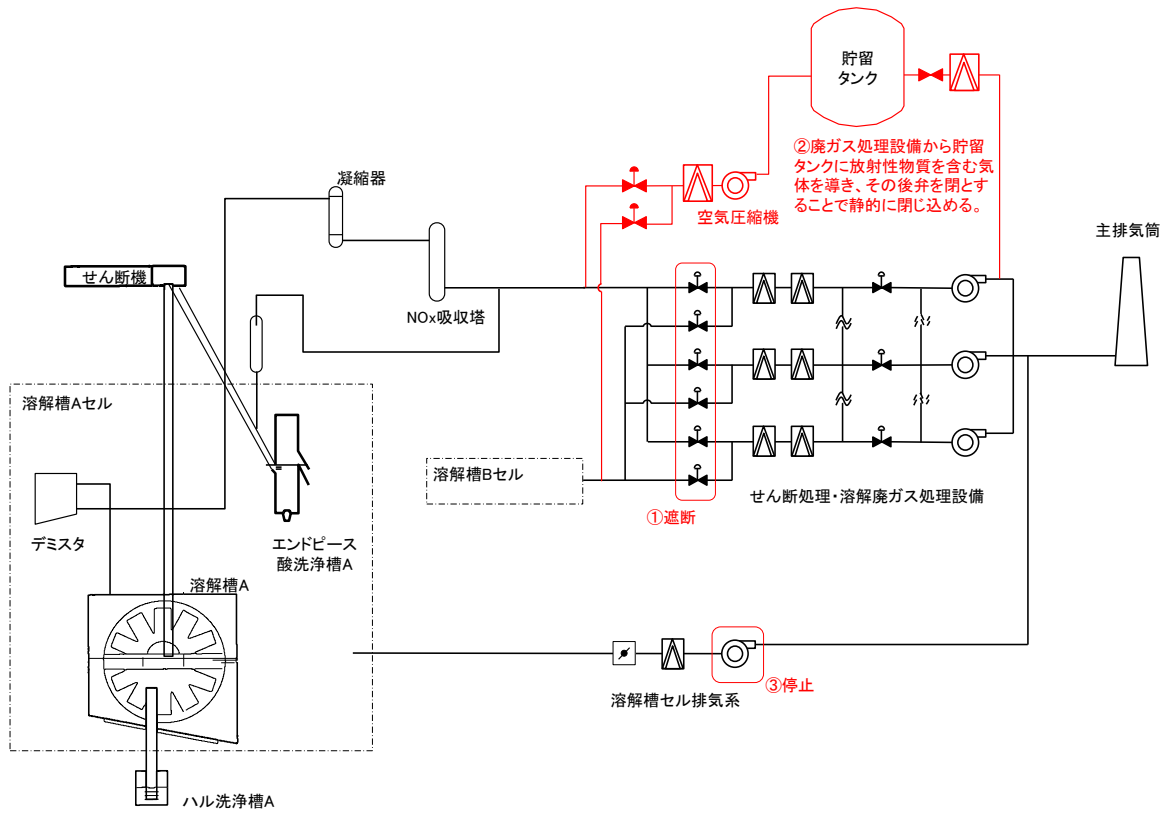 貯留
タンク
②廃ガス処理設備から貯留
タンクに放射性物質を含む気
体を導き、その後弁を閉とす
ることで静的に閉じ込める。
凝縮器
空気圧縮機
主排気筒
せん断機
NOx吸収塔
溶解槽Aセル
溶解槽Bセル
せん断処理・溶解廃ガス処理設備
①遮断
デミスタ
エンドピース
酸洗浄槽A
溶解槽A
③停止
溶解槽セル排気系
ハル洗浄槽A